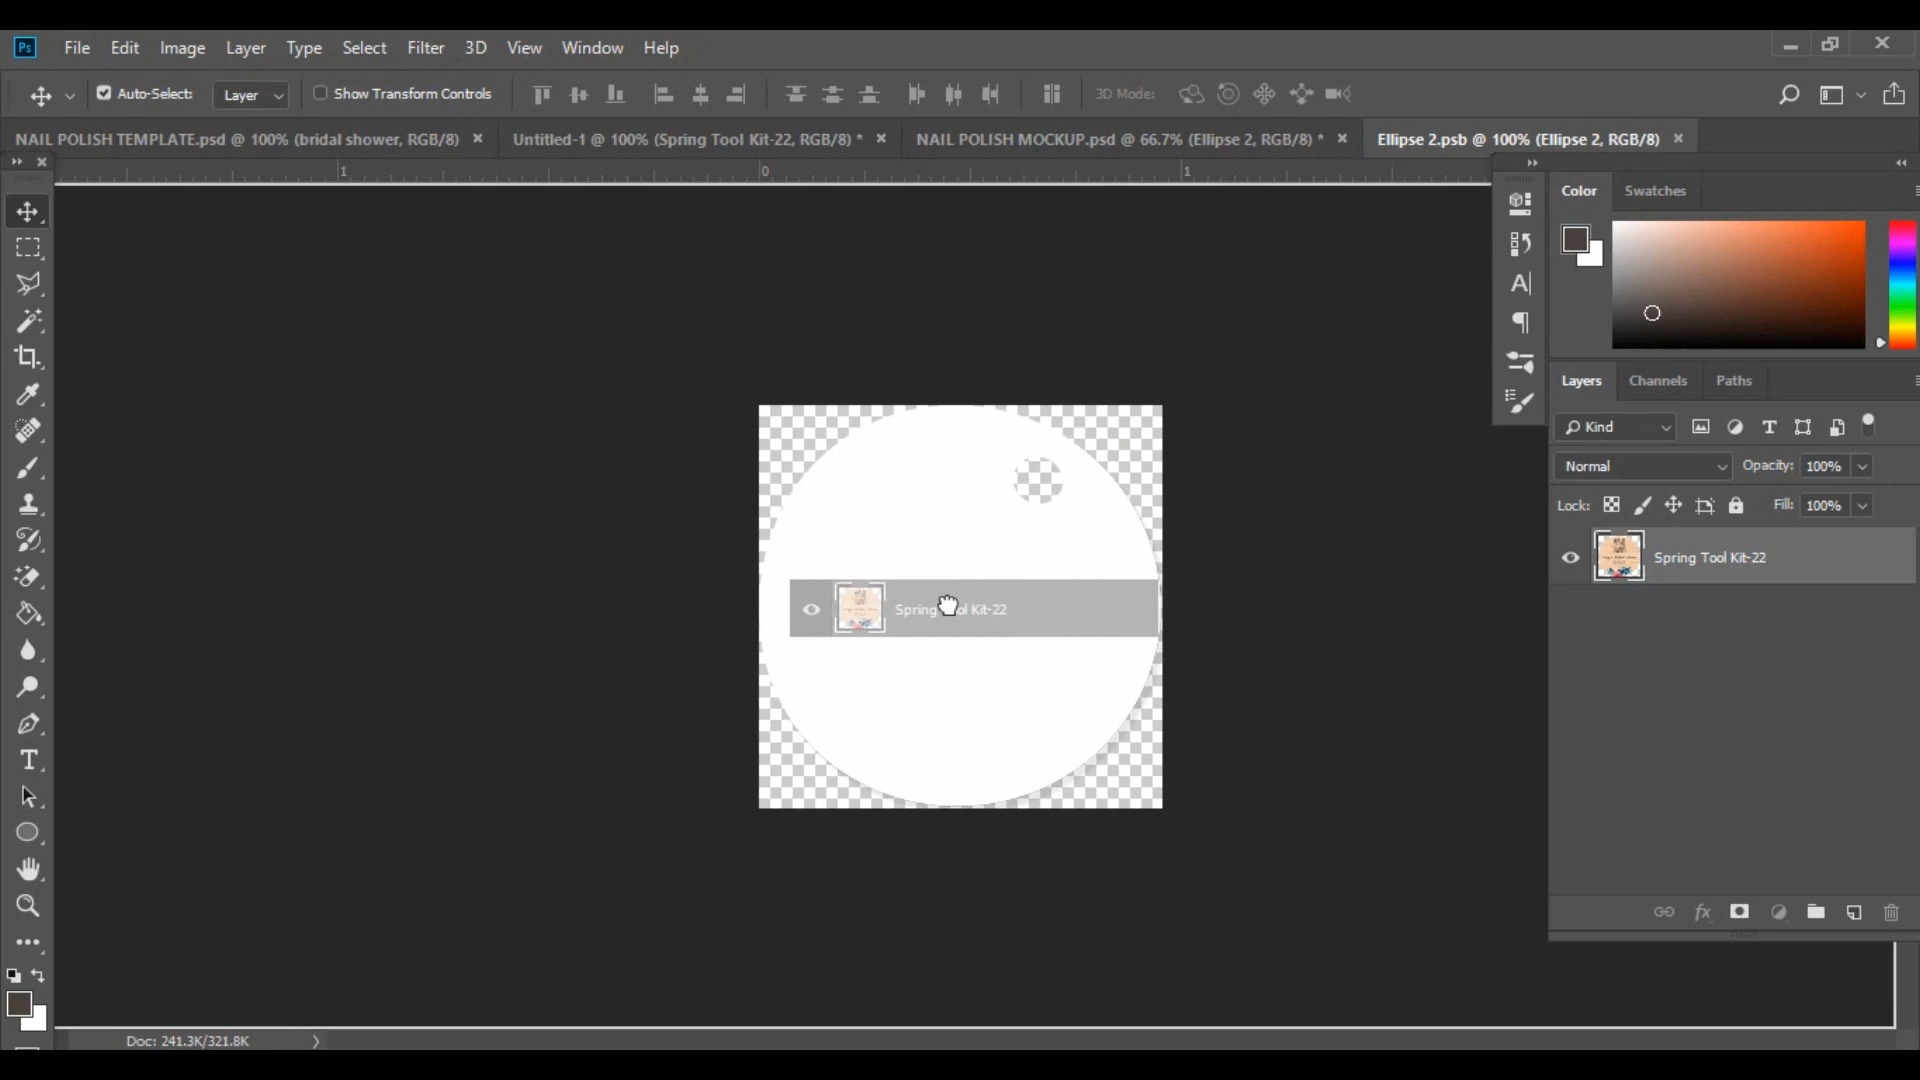 Ps File Edit Image Layer Type Select Filter 3D View Window Help
Auto-Select: Layer Show Transform Controls 3D Mode:
NAIL POLISH TEMPLATE.psd @ 100% (bridal shower, RGB/8) Untitled-1 @ 100% (Spring Tool Kit-22, RGB/8) * NAIL POLISH MOCKUP.psd @ 66.7% (Ellipse 2, RGB/8) * Ellipse 2.psb @ 100% (Ellipse 2, RGB/8)
1 0 1
Color Swatches
Layers Channels Paths
Kind
Normal Opacity: 100%
Lock: Fill: 100%
Spring Tool Kit-22
Spring ol Kit-22
Doc: 241.3K/321.8K